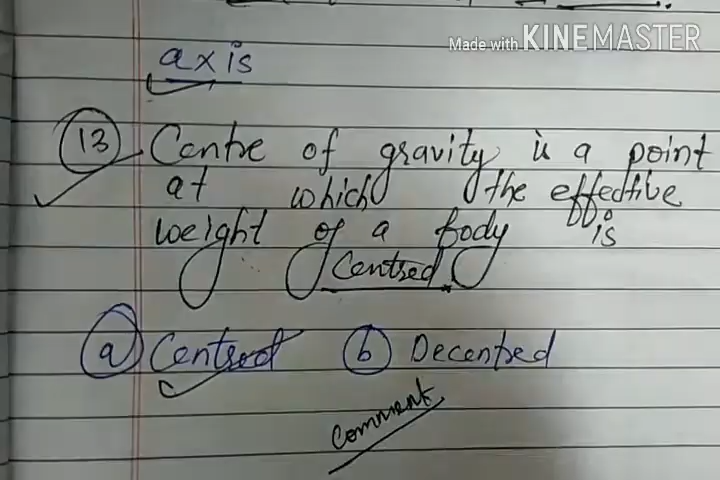 Made with KINEMASTER
axis
13 Centre of gravity is a point
at which the effective
weight of a body is
Centred.
a Centred b Decentred
Comment